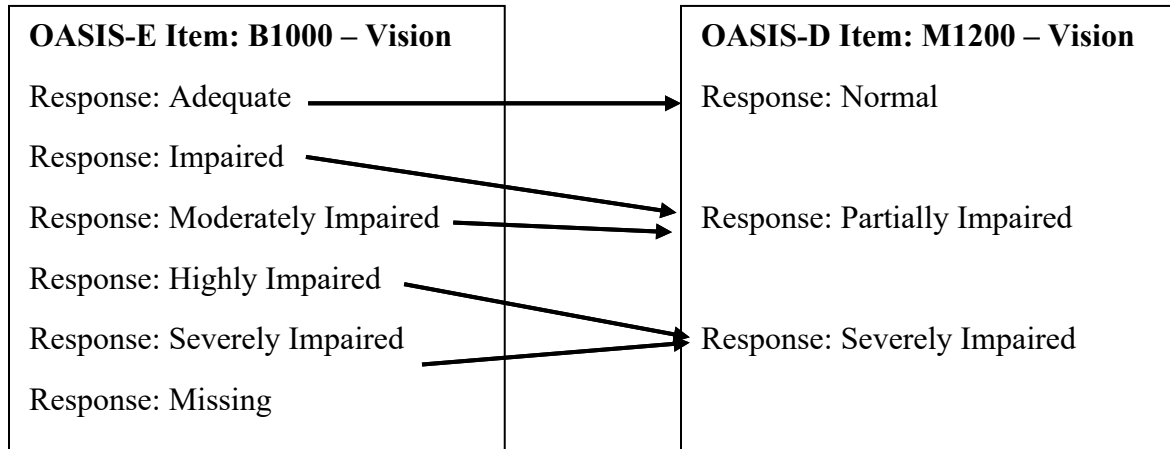 OASIS-E Item: B1000 – Vision
Response: Adequate
Response: Impaired
Response: Moderately Impaired
Response: Highly Impaired
Response: Severely Impaired
Response: Missing
OASIS-D Item: M1200 – Vision
Response: Normal
Response: Partially Impaired
Response: Severely Impaired